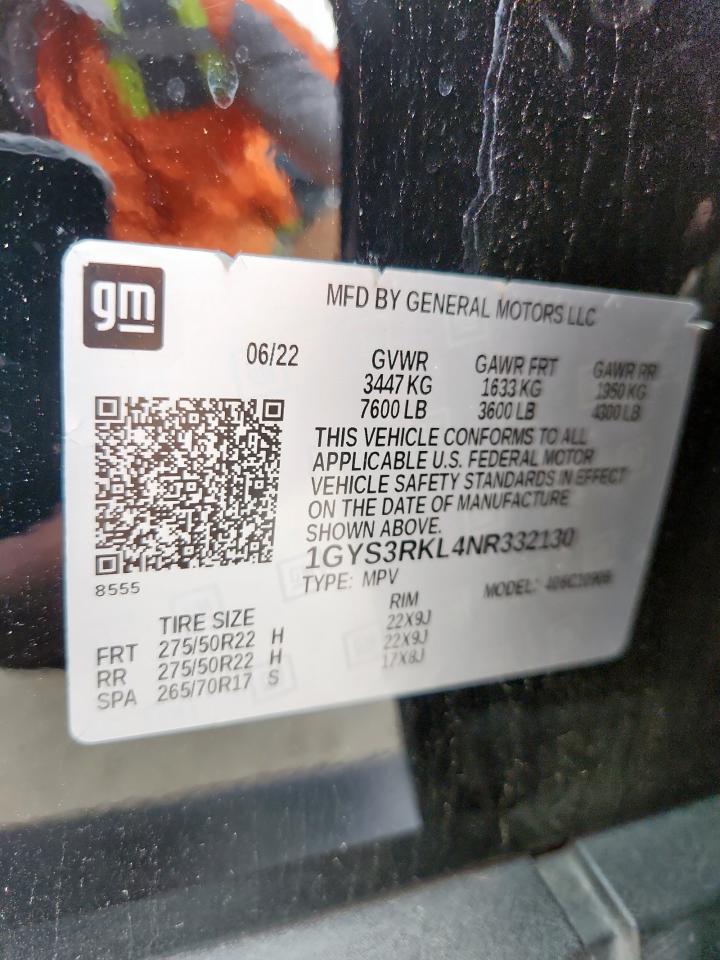 gm
MFD BY GENERAL MOTORS LLC
06/22
GVWR GAWR FRT GAWR RR
3447 KG 1633 KG 1950 KG
7600 LB 3600 LB 4300 LB
THIS VEHICLE CONFORMS TO ALL
APPLICABLE U.S. FEDERAL MOTOR
VEHICLE SAFETY STANDARDS IN EFFECT
ON THE DATE OF MANUFACTURE
SHOWN ABOVE.
1GYS3RKL4NR332130
TYPE: MPV MODEL:
8555
TIRE SIZE RIM
FRT 275/50R22 H 22X9J
RR 275/50R22 H 22X9J
SPA 265/70R17 S 17X8J